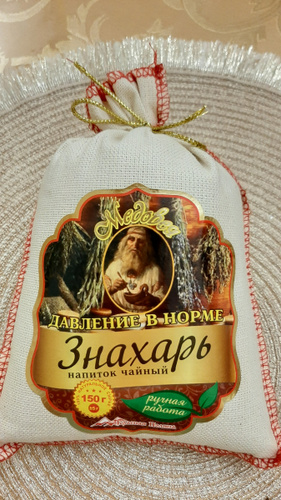 Медовея
ДАВЛЕНИЕ В НОРМЕ
Знахарь
напиток чайный
150 г
ручная
работа